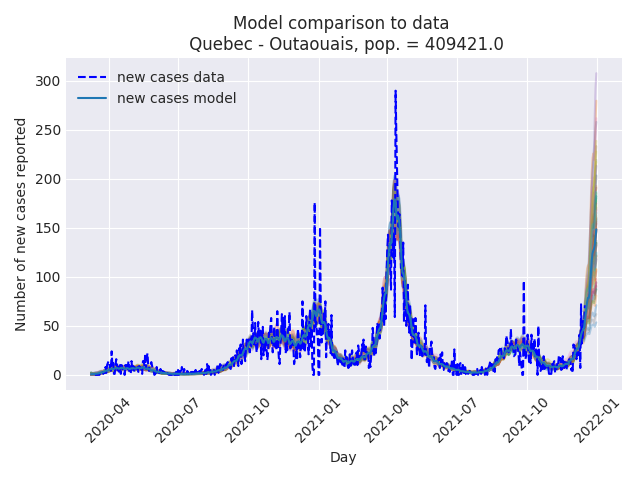 Model comparison to data
Quebec - Outaouais, pop. = 409421.0
new cases data
new cases model
Number of new cases reported
300
250
200
150
100
50
0
2020-04
2020-07
2020-10
2021-01
2021-04
2021-07
2021-10
2022-01
Day